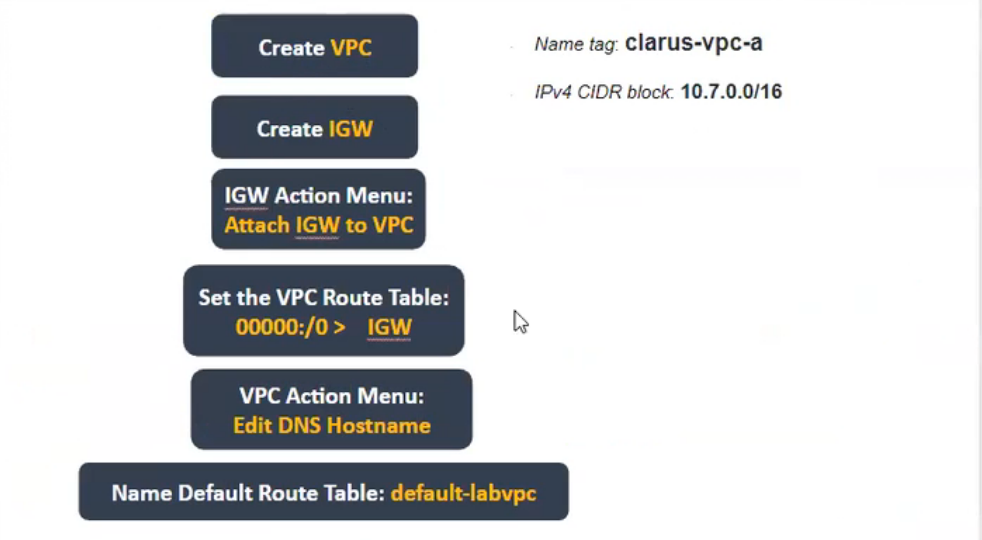 Create VPC
Name tag: clarus-vpc-a
IPv4 CIDR block: 10.7.0.0/16
Create IGW
IGW Action Menu:
Attach IGW to VPC
Set the VPC Route Table:
00000:/0 > IGW
VPC Action Menu:
Edit DNS Hostname
Name Default Route Table: default-labvpc